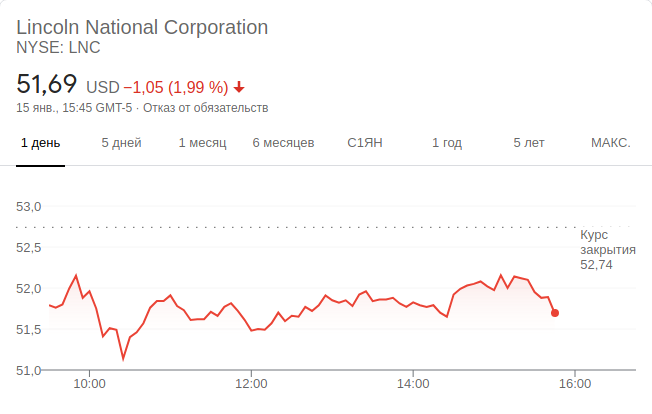 Lincoln National Corporation
NYSE: LNC
51,69 USD −1,05 (1,99 %)
15 янв., 15:45 GMT-5 · Отказ от обязательств
1 день 5 дней 1 месяц 6 месяцев С1ЯН 1 год 5 лет МАКС.
53,0
Курс
закрытия
52,74
52,5
52,0
51,5
51,0
10:00 12:00 14:00 16:00